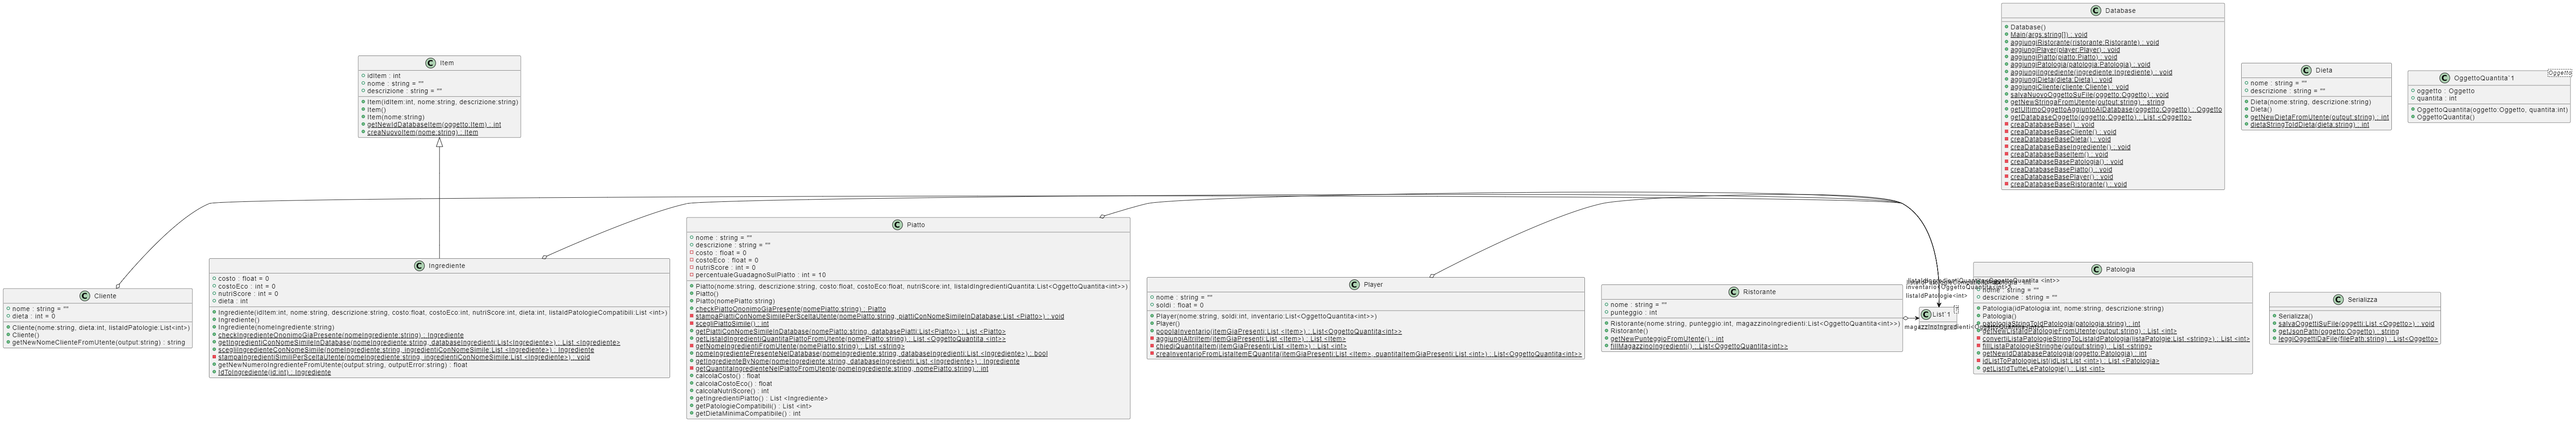 Database
Database()
Main(args:string[]) : void
aggiungiRistorante(ristorante:Ristorante) : void
aggiungiPlayer(player:Player) : void
aggiungiPiatto(piatto:Piatto) : void
aggiungiPatologia(patologia:Patologia) : void
aggiungiIngrediente(ingrediente:Ingrediente) : void
aggiungiDieta(dieta:Dieta) : void
aggiungiCliente(cliente:Cliente) : void
salvaNuovoOggettoSuFile(oggetto:Oggetto) : void
getNewStringaFromUtente(output:string) : string
getUltimoOggettoAggiuntoAlDatabase(oggetto:Oggetto) : Oggetto
getDatabaseOggetto(oggetto:Oggetto) : List <Oggetto>
creaDatabaseBase() : void
creaDatabaseBaseCliente() : void
creaDatabaseBaseDieta() : void
creaDatabaseBaseIngrediente() : void
creaDatabaseBaseItem() : void
creaDatabaseBasePatologia() : void
creaDatabaseBasePiatto() : void
creaDatabaseBasePlayer() : void
creaDatabaseBaseRistorante() : void
Item
idItem : int
nome : string = ""
descrizione : string = ""
Item(idItem:int, nome:string, descrizione:string)
Item()
Item(nome:string)
getNewIdDatabaseItem(oggetto:Item) : int
creaNuovoItem(nome:string) : Item
Dieta
nome : string = ""
descrizione : string = ""
Dieta(nome:string, descrizione:string)
Dieta()
getNewDietaFromUtente(output:string) : int
dietaStringToIdDieta(dieta:string) : int
OggettoQuantita`1
Oggetto
oggetto : Oggetto
quantita : int
OggettoQuantita(oggetto:Oggetto, quantita:int)
OggettoQuantita()
Cliente
nome : string = ""
dieta : int = 0
Cliente(nome:string, dieta:int, listaIdPatologie:List<int>)
Cliente()
getNewNomeClienteFromUtente(output:string) : string
Ingrediente
costo : float = 0
costoEco : int = 0
nutriScore : int = 0
dieta : int
Ingrediente(idItem:int, nome:string, descrizione:string, costo:float, costoEco:int, nutriScore:int, dieta:int, listaIdPatologieCompatibili:List <int>)
Ingrediente()
Ingrediente(nomeIngrediente:string)
checkIngredienteOnonimoGiaPresente(nomeIngrediente:string) : Ingrediente
getIngredientiConNomeSimileInDatabase(nomeIngrediente:string, databaseIngredienti:List<Ingrediente>) : List <Ingrediente>
scegliIngredienteConNomeSimile(nomeIngrediente:string, ingredientiConNomeSimile:List <Ingrediente>) : Ingrediente
stampaIngredientiSimiliPerSceltaUtente(nomeIngrediente:string, ingredientiConNomeSimile:List <Ingrediente>) : void
getNewNumeroIngredienteFromUtente(output:string, outputError:string) : float
IdToIngrediente(id:int) : Ingrediente
Piatto
nome : string = ""
descrizione : string = ""
costo : float = 0
costoEco : float = 0
nutriScore : int = 0
percentualeGuadagnoSulPiatto : int = 10
Piatto(nome:string, descrizione:string, costo:float, costoEco:float, nutriScore:int, listaIdIngredientiQuantita:List<OggettoQuantita<int>>)
Piatto()
Piatto(nomePiatto:string)
checkPiattoOnonimoGiaPresente(nomePiatto:string) : Piatto
stampaPiattiConNomeSimilePerSceltaUtente(nomePiatto:string, piattiConNomeSimileInDatabase:List <Piatto>) : void
scegliPiattoSimile() : int
getPiattiConNomeSimileInDatabase(nomePiatto:string, databasePiatti:List<Piatto>) : List <Piatto>
getListaIdIngredientiQuantitaPiattoFromUtente(nomePiatto:string) : List <OggettoQuantita <int>>
getNomeIngredientiFromUtente(nomePiatto:string) : List <string>
nomeIngredientePresenteNelDatabase(nomeIngrediente:string, databaseIngredienti:List <Ingrediente>) : bool
getIngredienteByNome(nomeIngrediente:string, databaseIngredienti:List <Ingrediente>) : Ingrediente
getQuantitaIngredienteNelPiattoFromUtente(nomeIngrediente:string, nomePiatto:string) : int
calcolaCosto() : float
calcolaCostoEco() : float
calcolaNutriScore() : int
getIngredientiPiatto() : List <Ingrediente>
getPatologieCompatibili() : List <int>
getDietaMinimaCompatibile() : int
Player
nome : string = ""
soldi : float = 0
Player(nome:string, soldi:int, inventario:List<OggettoQuantita<int>>)
Player()
popolaInventario(itemGiaPresenti:List <Item>) : List<OggettoQuantita<int>>
aggiungiAltriItem(itemGiaPresenti:List <Item>) : List <Item>
chiediQuantitaItem(itemGiaPresenti:List <Item>) : List <int>
creaInventarioFromListaItemEQuantita(itemGiaPresenti:List <Item>, quantitaItemGiaPresenti:List <int>) : List<OggettoQuantita<int>>
Ristorante
nome : string = ""
punteggio : int
Ristorante(nome:string, punteggio:int, magazzinoIngredienti:List<OggettoQuantita<int>>)
Ristorante()
getNewPunteggioFromUtente() : int
fillMagazzinoIngredienti() : List<OggettoQuantita<int>>
inventario<OggettoQuantita<int>>
listaIdPatologie<int>
List`1
T
Patologia
nome : string = ""
descrizione : string = ""
Patologia(idPatologia:int, nome:string, descrizione:string)
Patologia()
patologiaStringToIdPatologia(patologia:string) : int
getNewListaIdPatologieFromUtente(output:string) : List <int>
convertiListaPatologieStringToListaIdPatologia(listaPatolgie:List <string>) : List <int>
fillListaPatologieStringhe(output:string) : List <string>
getNewIdDatabasePatologia(oggetto:Patologia) : int
idListToPatologieList(idList:List <int>) : List <Patologia>
getListIdTutteLePatologie() : List <int>
Serializza
Serializza()
salvaOggettiSuFile(oggetti:List <Oggetto>) : void
getJsonPath(oggetto:Oggetto) : string
leggiOggettiDaFile(filePath:string) : List<Oggetto>